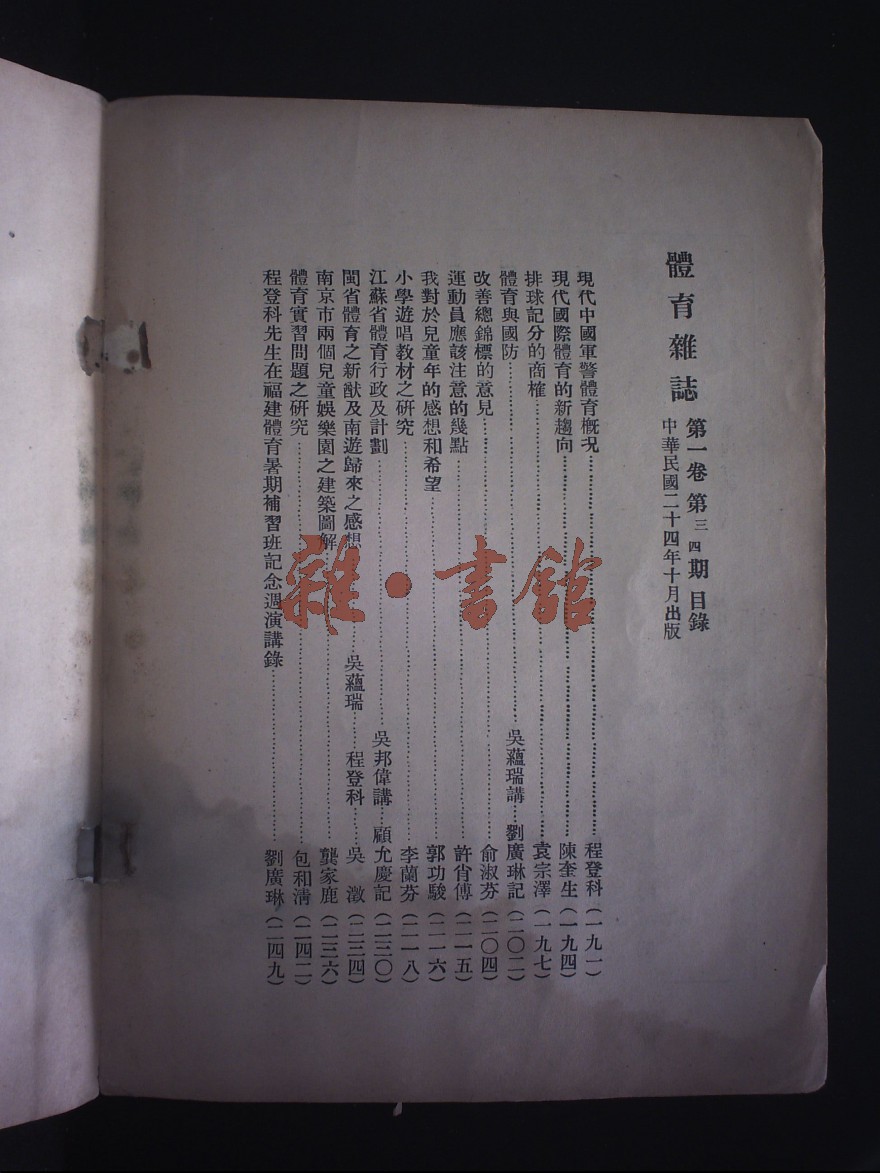 體育雜誌 第一卷第三四期目錄
中華民國二十四年十月出版
現代中國軍警體育概況……程登科(一九一)
現代國際體育的新趨向……陳奎生(一九四)
排球記分的商榷……袁宗澤(一九七)
體育與國防……吳蘊瑞講……劉廣琳記(二〇二)
改善總錦標的意見……俞淑芬(二〇四)
運動員應該注意的幾點……許肖傅(二一五)
我對於兒童年的感想和希望……郭功駿(二一六)
小學遊唱教材之研究……李蘭芬(二一八)
江蘇省體育行政及計劃……吳邦偉講……顧允慶記(二三〇)
閩省體育之新猷及南遊歸來之感想……吳蘊瑞……程登科……吳 澂(二三四)
南京市兩個兒童娛樂園之建築圖解……龔家鹿(二三六)
體育實習問題之研究……包和清(二四二)
程登科先生在福建體育暑期補習班記念週演講錄……劉廣琳(二四九)
雜·書館